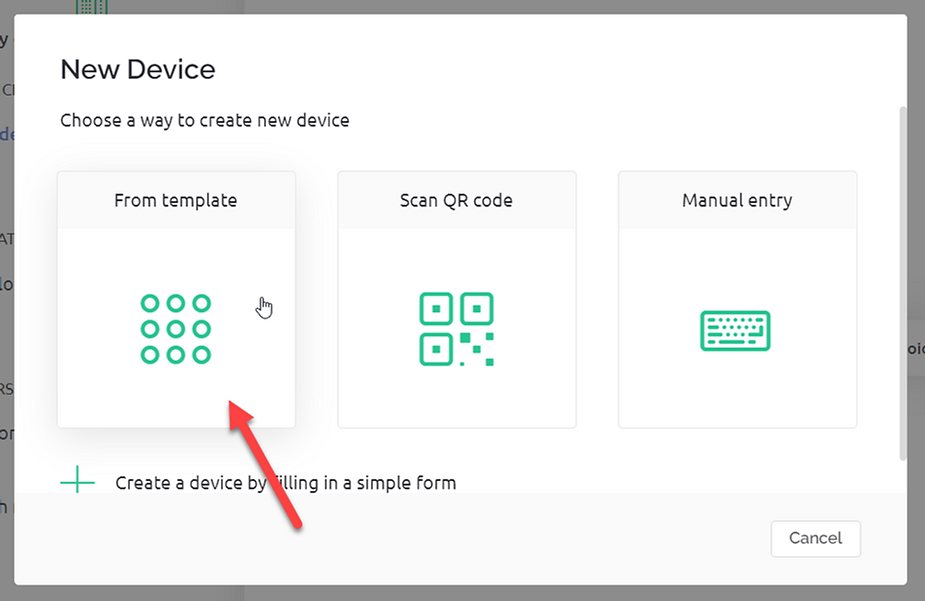 New Device
Choose a way to create new device
From template
Scan QR code
Manual entry
Create a device by filling in a simple form
Cancel